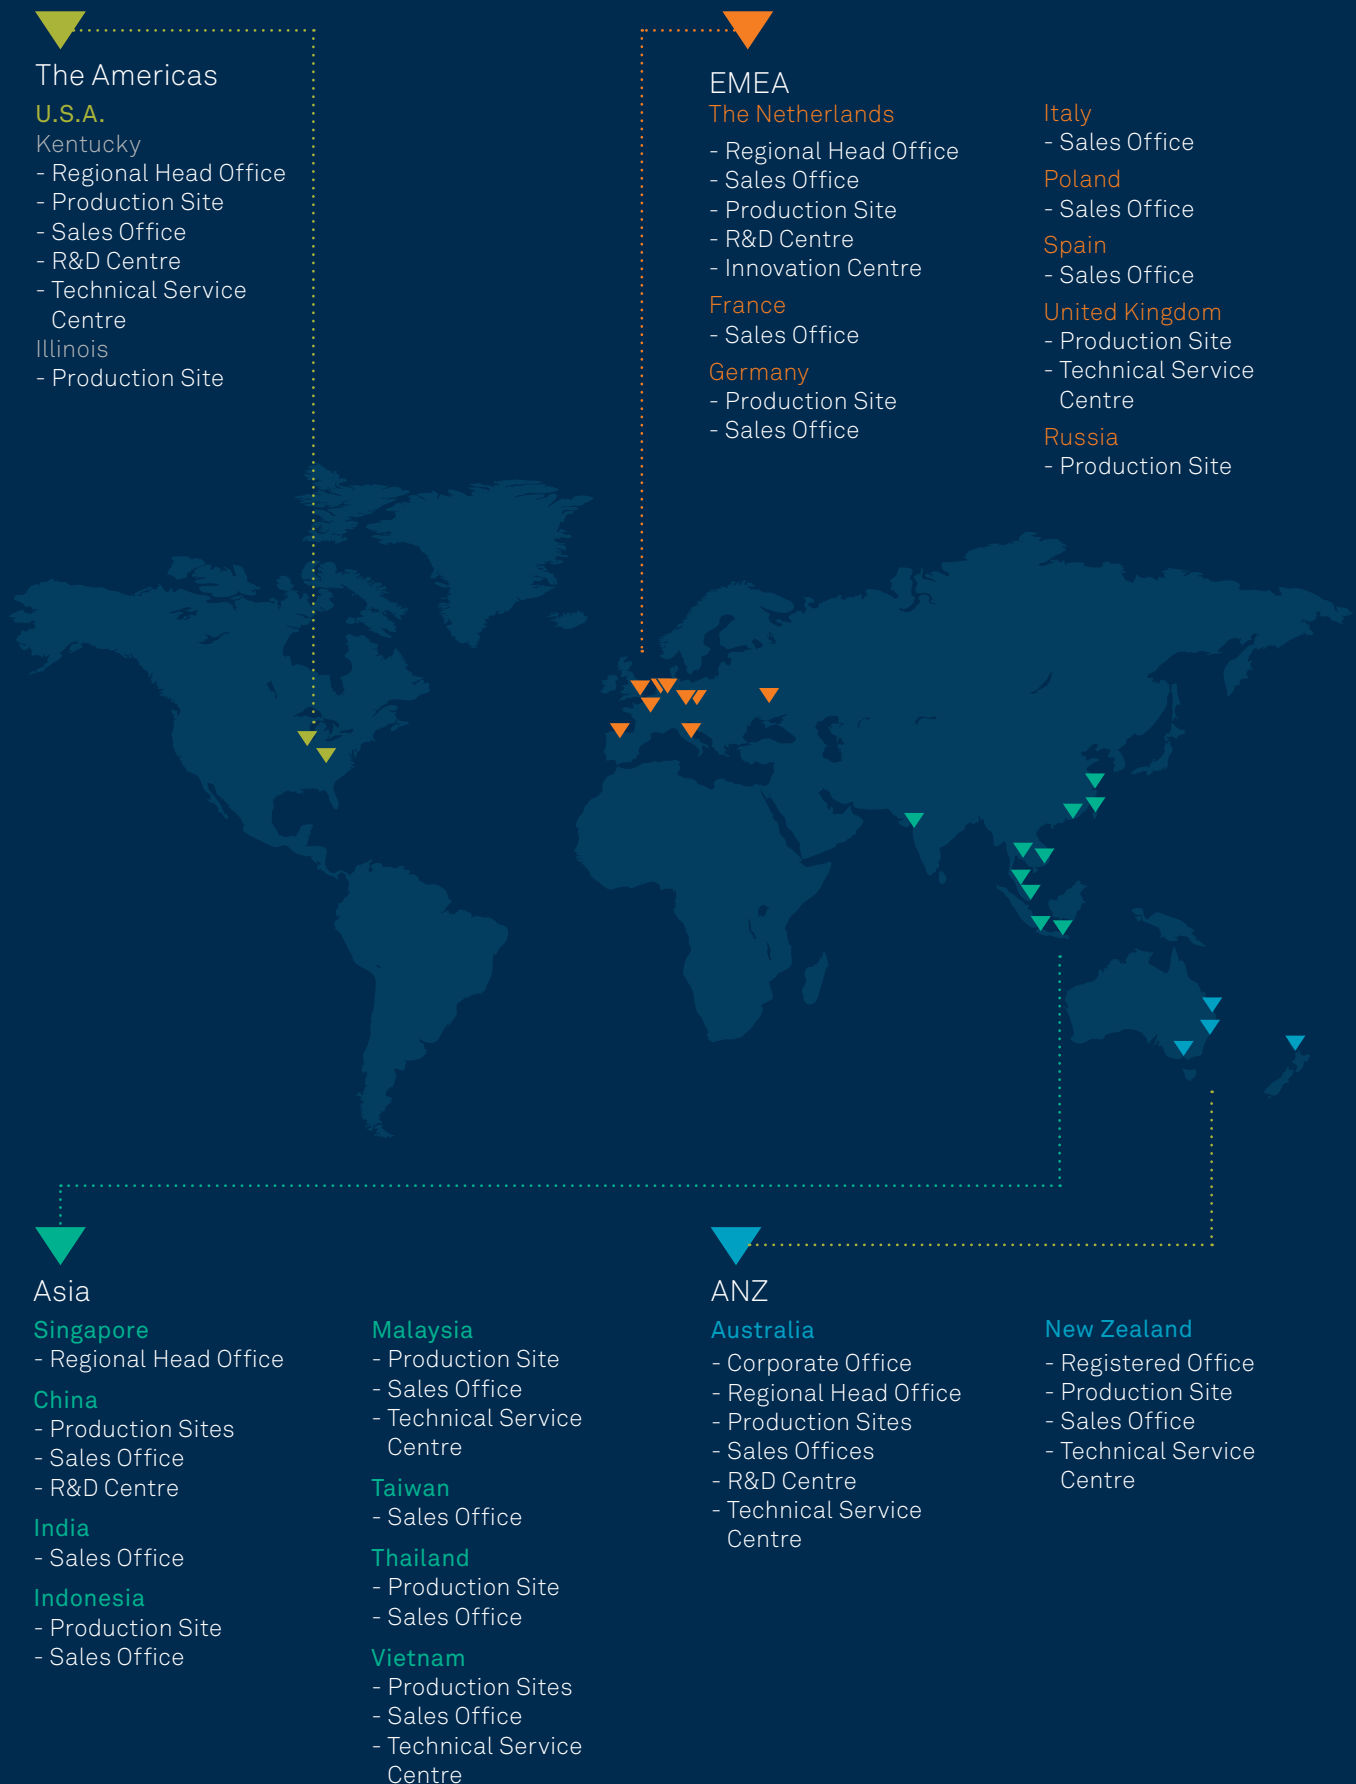 The Americas
U.S.A.
Kentucky
- Regional Head Office
- Production Site
- Sales Office
- R&D Centre
- Technical Service
Centre
Illinois
- Production Site
EMEA
The Netherlands
- Regional Head Office
- Sales Office
- Production Site
- R&D Centre
- Innovation Centre
France
- Sales Office
Germany
- Production Site
- Sales Office
Italy
- Sales Office
Poland
- Sales Office
Spain
- Sales Office
United Kingdom
- Production Site
- Technical Service
Centre
Russia
- Production Site
Asia
Singapore
- Regional Head Office
China
- Production Sites
- Sales Office
- R&D Centre
India
- Sales Office
Indonesia
- Production Site
- Sales Office
Malaysia
- Production Site
- Sales Office
- Technical Service
Centre
Taiwan
- Sales Office
Thailand
- Production Site
- Sales Office
Vietnam
- Production Sites
- Sales Office
- Technical Service
Centre
ANZ
Australia
- Corporate Office
- Regional Head Office
- Production Sites
- Sales Offices
- R&D Centre
- Technical Service
Centre
New Zealand
- Registered Office
- Production Site
- Sales Office
- Technical Service
Centre